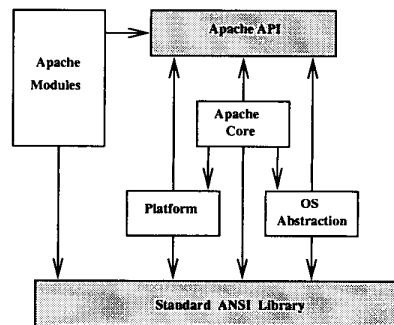 Apache API
Apache
Modules
Apache
Core
Platform
OS
Abstraction
Standard ANSI Library